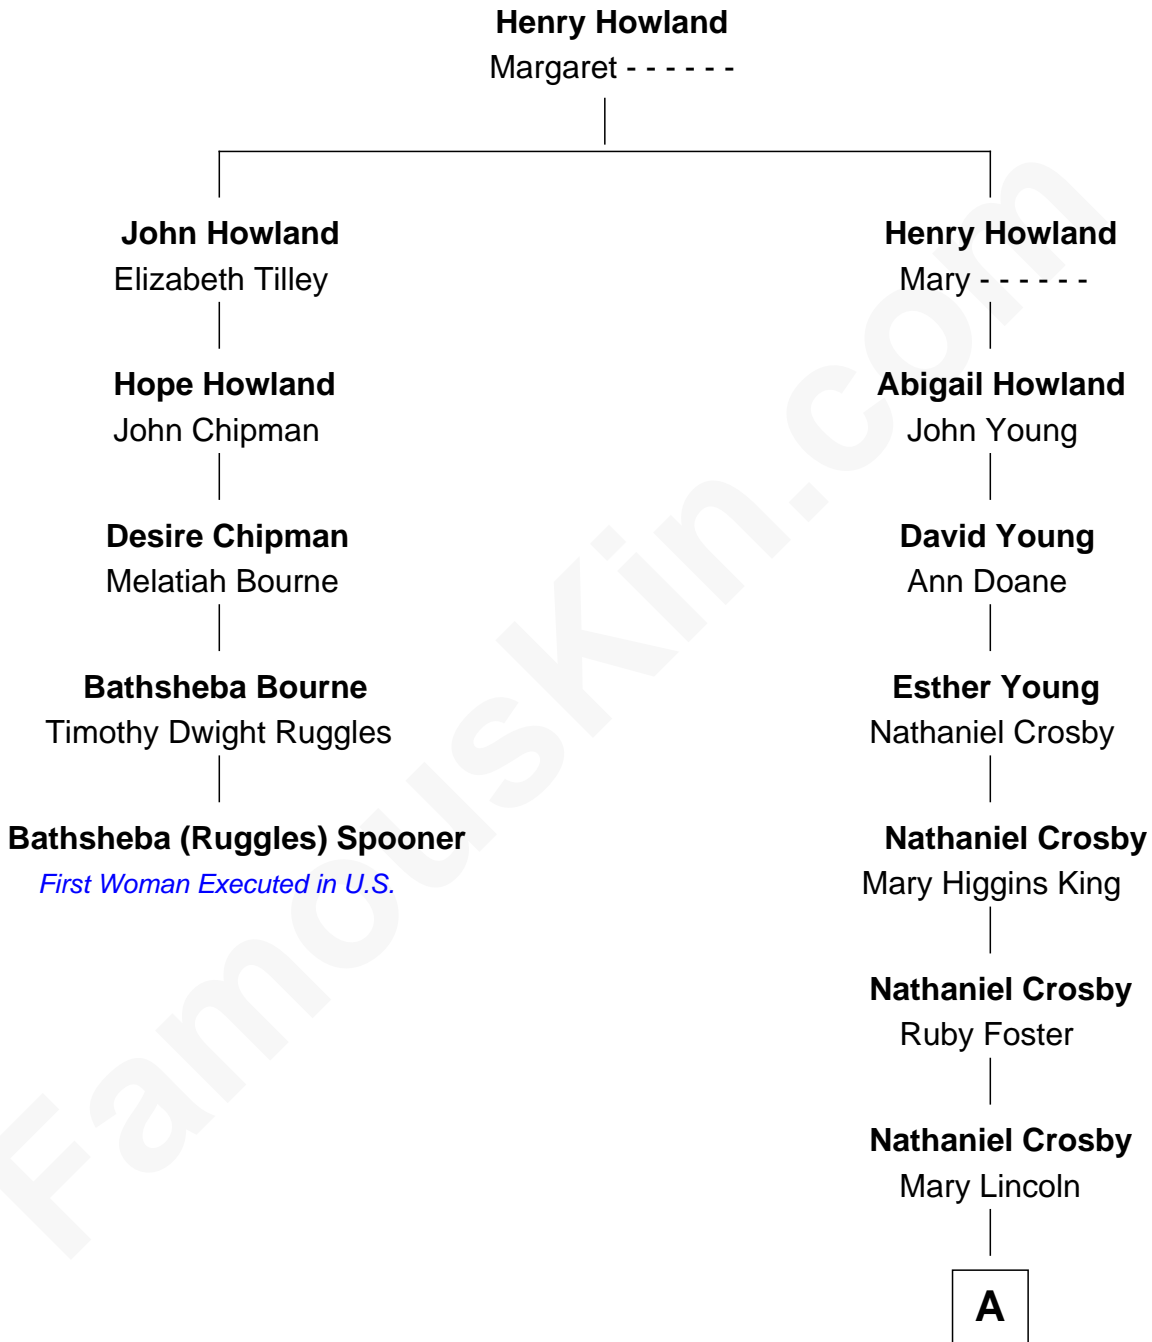 Henry Howland
Margaret - - - - - -
John Howland
Elizabeth Tilley
Henry Howland
Mary - - - - - -
Hope Howland
John Chipman
Abigail Howland
John Young
Desire Chipman
Melatiah Bourne
David Young
Ann Doane
Bathsheba Bourne
Timothy Dwight Ruggles
Esther Young
Nathaniel Crosby
Bathsheba (Ruggles) Spooner
First Woman Executed in U.S.
Nathaniel Crosby
Mary Higgins King
Nathaniel Crosby
Ruby Foster
Nathaniel Crosby
Mary Lincoln
A
FamousKin.com